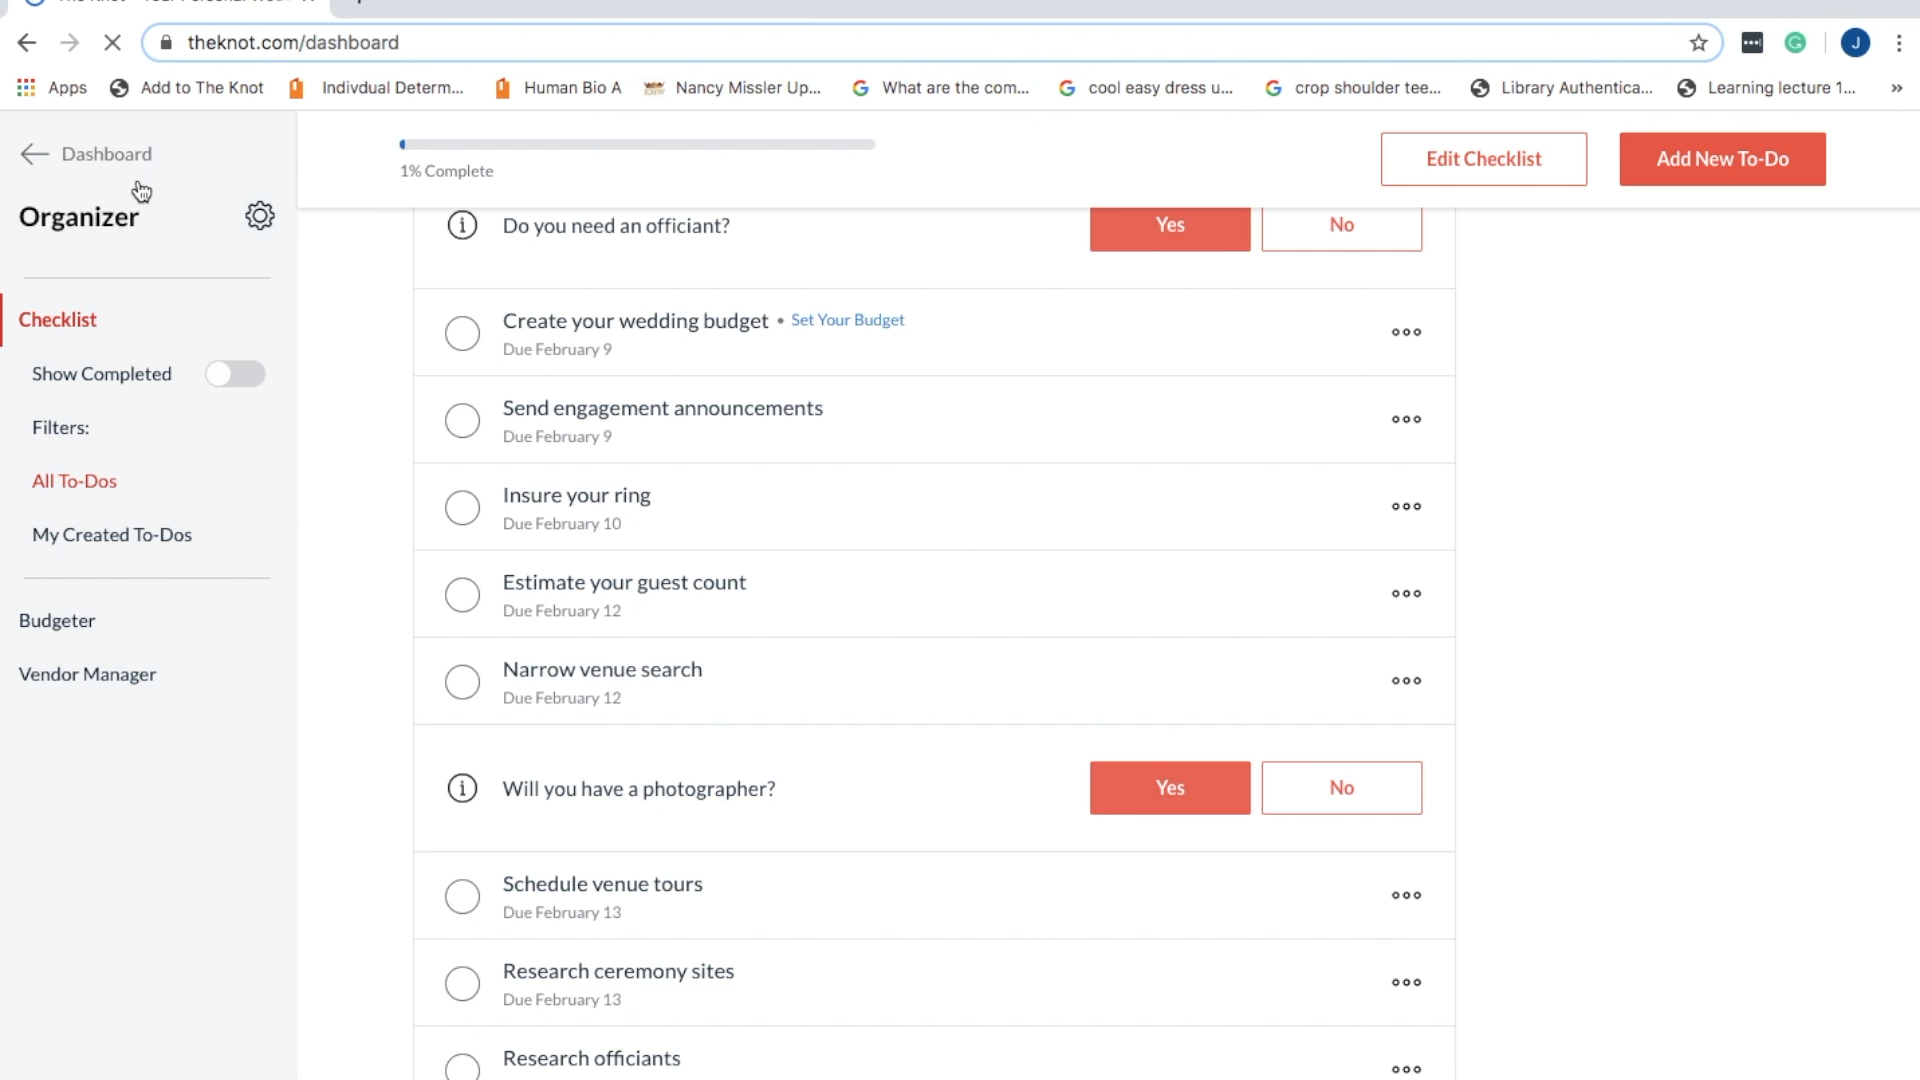 theknot.com/dashboard
J
Apps
Add to The Knot
Indivdual Determ...
Human Bio A
Nancy Missler Up...
What are the com...
cool easy dress u...
crop shoulder tee...
Library Authentica...
Learning lecture 1...
»
Dashboard
1% Complete
Edit Checklist
Add New To-Do
Organizer
Checklist
Show Completed
Filters:
All To-Dos
My Created To-Dos
Budgeter
Vendor Manager
Do you need an officiant?
Yes
No
Create your wedding budget • Set Your Budget
Due February 9
Send engagement announcements
Due February 9
Insure your ring
Due February 10
Estimate your guest count
Due February 12
Narrow venue search
Due February 12
Will you have a photographer?
Yes
No
Schedule venue tours
Due February 13
Research ceremony sites
Due February 13
Research officiants